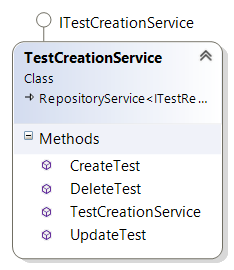 ITestCreationService
TestCreationService
Class
RepositoryService<ITestRe...
Methods
CreateTest
DeleteTest
TestCreationService
UpdateTest